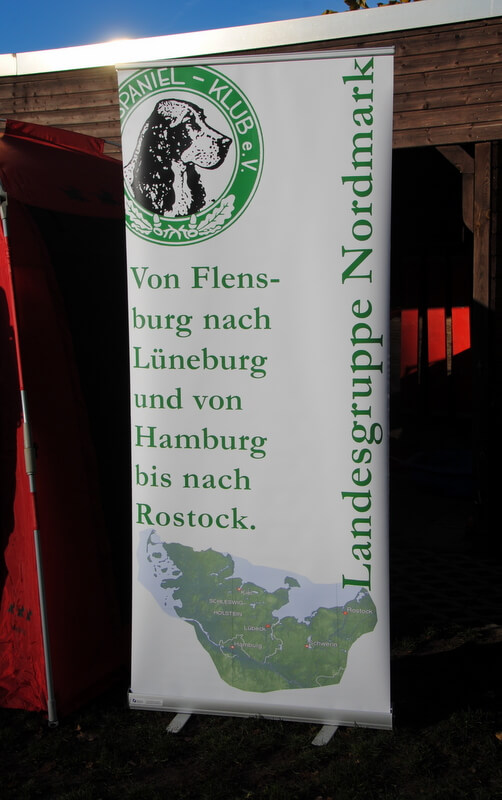 SPANIEL – KLUB e.V.
Von Flens-
burg nach
Lüneburg
und von
Hamburg
bis nach
Rostock.
Landesgruppe Nordmark
Kiel
SCHLESWIG
HOLSTEIN
Rostock
Lübeck
Hamburg
Schwerin